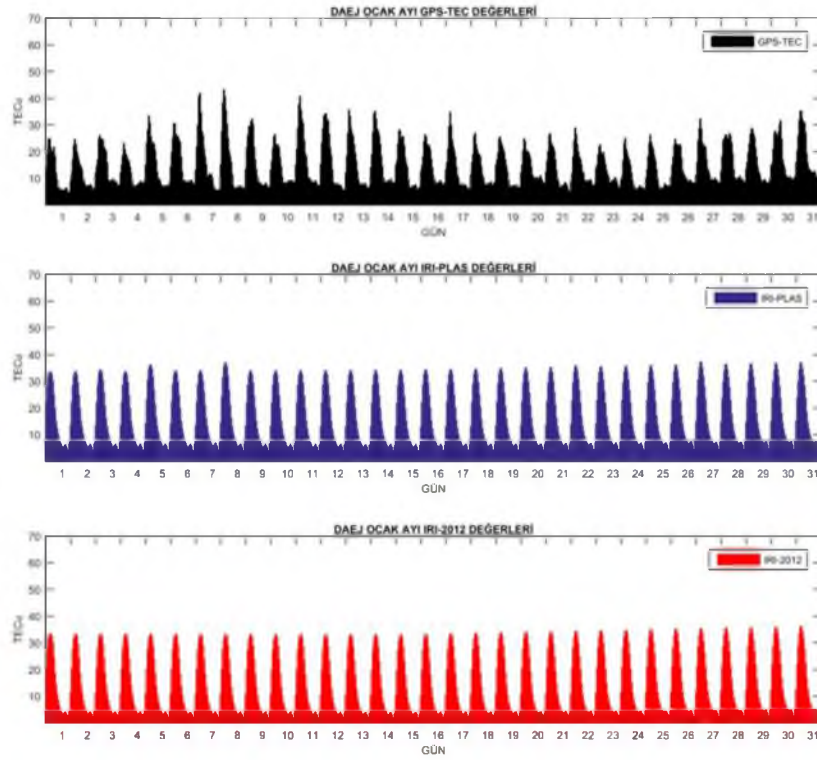 DAEJ OCAK AYI GPS-TEC DEĞERLERİ
70
60
50
40
30
20
10
TECu
GPS-TEC
1 2 3 4 5 6 7 8 9 10 11 12 13 14 15 16 17 18 19 20 21 22 23 24 25 26 27 28 29 30 31
GÜN
DAEJ OCAK AYI IRI-PLAS DEĞERLERİ
70
60
50
40
30
20
10
TECu
IRI-PLAS
1 2 3 4 5 6 7 8 9 10 11 12 13 14 15 16 17 18 19 20 21 22 23 24 25 26 27 28 29 30 31
GÜN
DAEJ OCAK AYI IRI-2012 DEĞERLERİ
70
60
50
40
30
20
10
TECu
IRI-2012
1 2 3 4 5 6 7 8 9 10 11 12 13 14 15 16 17 18 19 20 21 22 23 24 25 26 27 28 29 30 31
GÜN